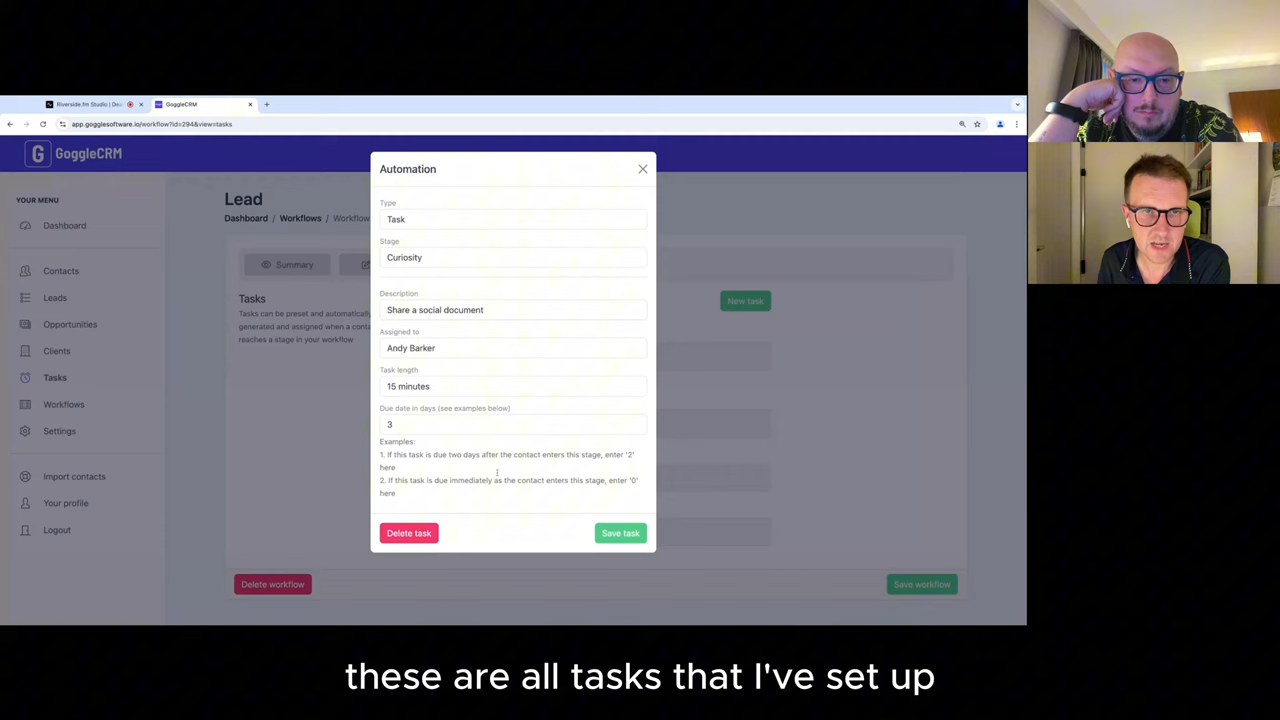 Riverside.fm Studio | Dea
GoggleCRM
app.gogglesoftware.io/workflow?id=294&view=tasks
G GoggleCRM
YOUR MENU
Dashboard
Contacts
Leads
Opportunities
Clients
Tasks
Workflows
Settings
Import contacts
Your profile
Logout
Lead
Dashboard / Workflows / Workflow
Summary
Tasks
Tasks can be preset and automatically
generated and assigned when a conta
reaches a stage in your workflow
New task
Delete workflow
Save workflow
Automation
Type
Task
Stage
Curiosity
Description
Share a social document
Assigned to
Andy Barker
Task length
15 minutes
Due date in days (see examples below)
3
Examples:
1. If this task is due two days after the contact enters this stage, enter '2'
here
2. If this task is due immediately as the contact enters this stage, enter '0'
here
Delete task
Save task
these are all tasks that I've set up